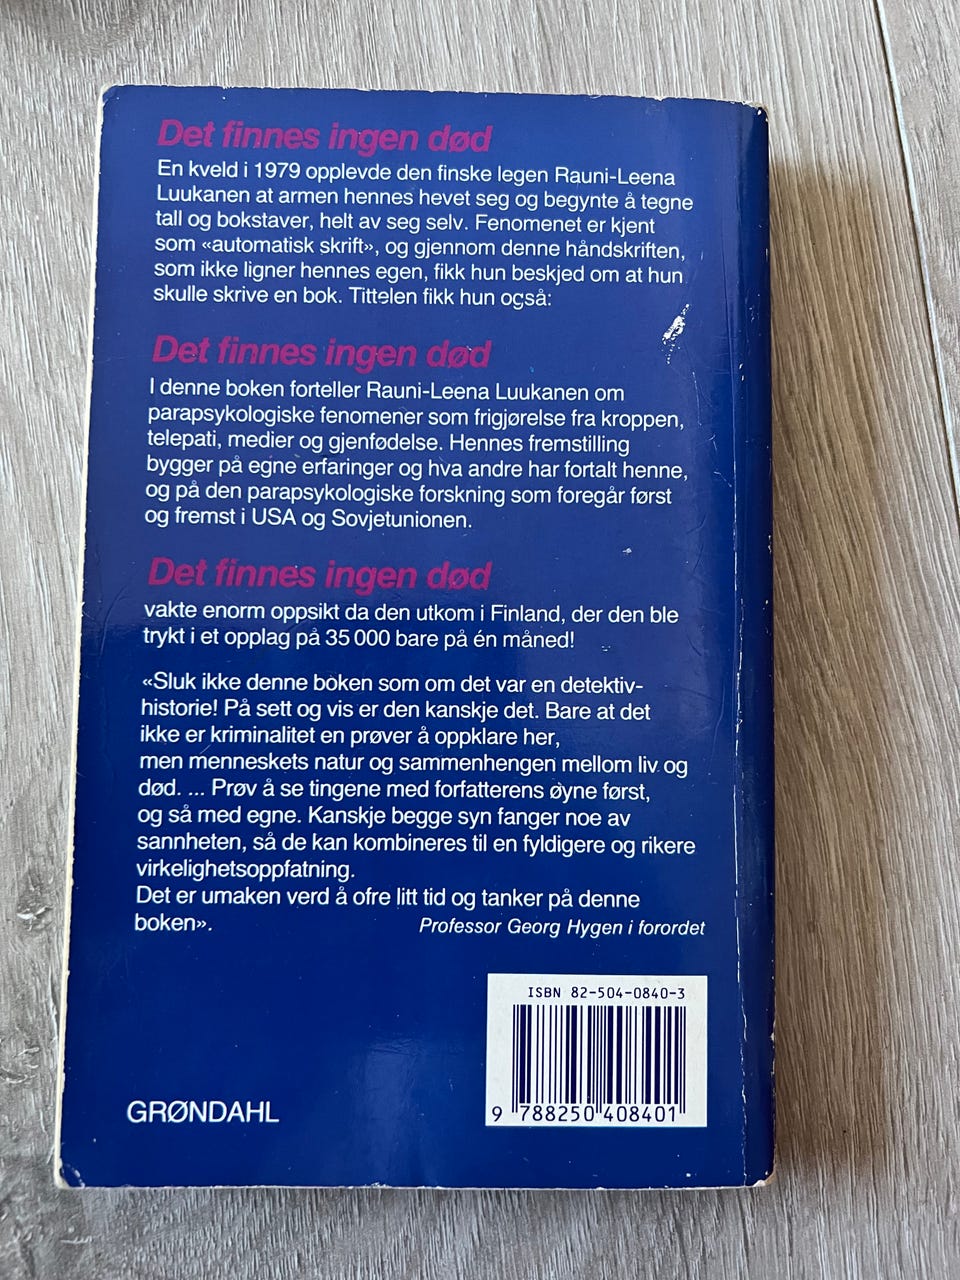 Det finnes ingen død
En kveld i 1979 opplevde den finske legen Rauni-Leena
Luukanen at armen hennes hevet seg og begynte å tegne
tall og bokstaver, helt av seg selv. Fenomenet er kjent
som «automatisk skrift», og gjennom denne håndskriften,
som ikke ligner hennes egen, fikk hun beskjed om at hun
skulle skrive en bok. Tittelen fikk hun også:
Det finnes ingen død
I denne boken forteller Rauni-Leena Luukanen om
parapsykologiske fenomener som frigjørelse fra kroppen,
telepati, medier og gjenfødelse. Hennes fremstilling
bygger på egne erfaringer og hva andre har fortalt henne,
og på den parapsykologiske forskning som foregår først
og fremst i USA og Sovjetunionen.
Det finnes ingen død
vakte enorm oppsikt da den utkom i Finland, der den ble
trykt i et opplag på 35 000 bare på én måned!
«Sluk ikke denne boken som om det var en detektiv-
historie! På sett og vis er den kanskje det. Bare at det
ikke er kriminalitet en prøver å oppklare her,
men menneskets natur og sammenhengen mellom liv og
død. ... Prøv å se tingene med forfatterens øyne først,
og så med egne. Kanskje begge syn fanger noe av
sannheten, så de kan kombineres til en fyldigere og rikere
virkelighetsoppfatning.
Det er umaken verd å ofre litt tid og tanker på denne
boken». Professor Georg Hygen i forordet
ISBN 82-504-0840-3
9 788250 408401
GRØNDAHL